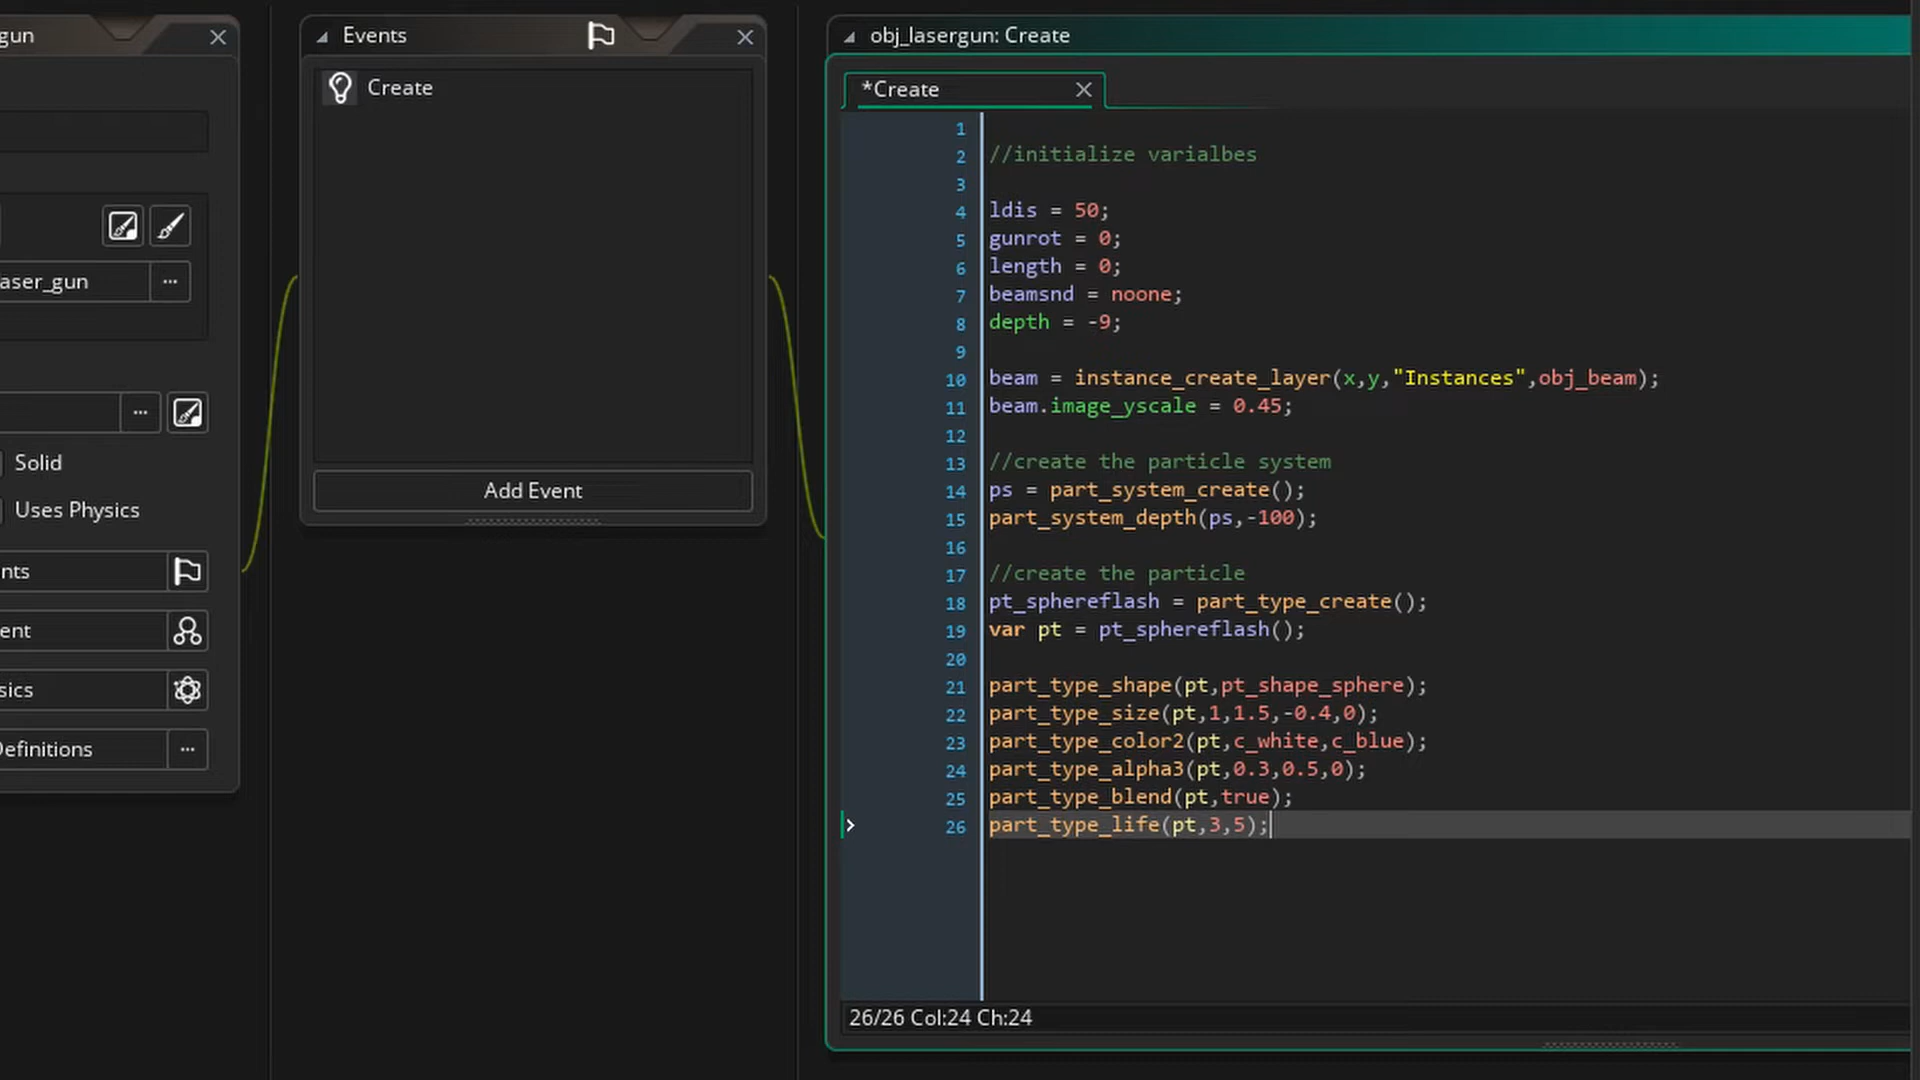 gun
aser_gun
...
...
Solid
Uses Physics
nts
ent
sics
Definitions
...
Events
Create
Add Event
obj_lasergun: Create
*Create
1
2 //initialize varialbes
3
4 ldis = 50;
5 gunrot = 0;
6 length = 0;
7 beamsnd = noone;
8 depth = -9;
9
10 beam = instance_create_layer(x,y,"Instances",obj_beam);
11 beam.image_yscale = 0.45;
12
13 //create the particle system
14 ps = part_system_create();
15 part_system_depth(ps,-100);
16
17 //create the particle
18 pt_sphereflash = part_type_create();
19 var pt = pt_sphereflash();
20
21 part_type_shape(pt,pt_shape_sphere);
22 part_type_size(pt,1,1.5,-0.4,0);
23 part_type_color2(pt,c_white,c_blue);
24 part_type_alpha3(pt,0.3,0.5,0);
25 part_type_blend(pt,true);
26 part_type_life(pt,3,5);
26/26 Col:24 Ch:24